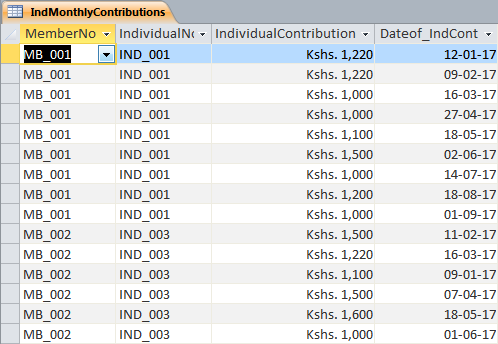 IndMonthlyContributions
MemberNo IndividualNo IndividualContribution Dateof_IndCont
MB_001 IND_001 Kshs. 1,220 12-01-17
MB_001 IND_001 Kshs. 1,220 09-02-17
MB_001 IND_001 Kshs. 1,000 16-03-17
MB_001 IND_001 Kshs. 1,000 27-04-17
MB_001 IND_001 Kshs. 1,100 18-05-17
MB_001 IND_001 Kshs. 1,500 02-06-17
MB_001 IND_001 Kshs. 1,000 14-07-17
MB_001 IND_001 Kshs. 1,200 18-08-17
MB_001 IND_001 Kshs. 1,000 01-09-17
MB_002 IND_003 Kshs. 1,500 11-02-17
MB_002 IND_003 Kshs. 1,220 16-03-17
MB_002 IND_003 Kshs. 1,100 09-01-17
MB_002 IND_003 Kshs. 1,500 07-04-17
MB_002 IND_003 Kshs. 1,600 18-05-17
MB_002 IND_003 Kshs. 1,000 01-06-17